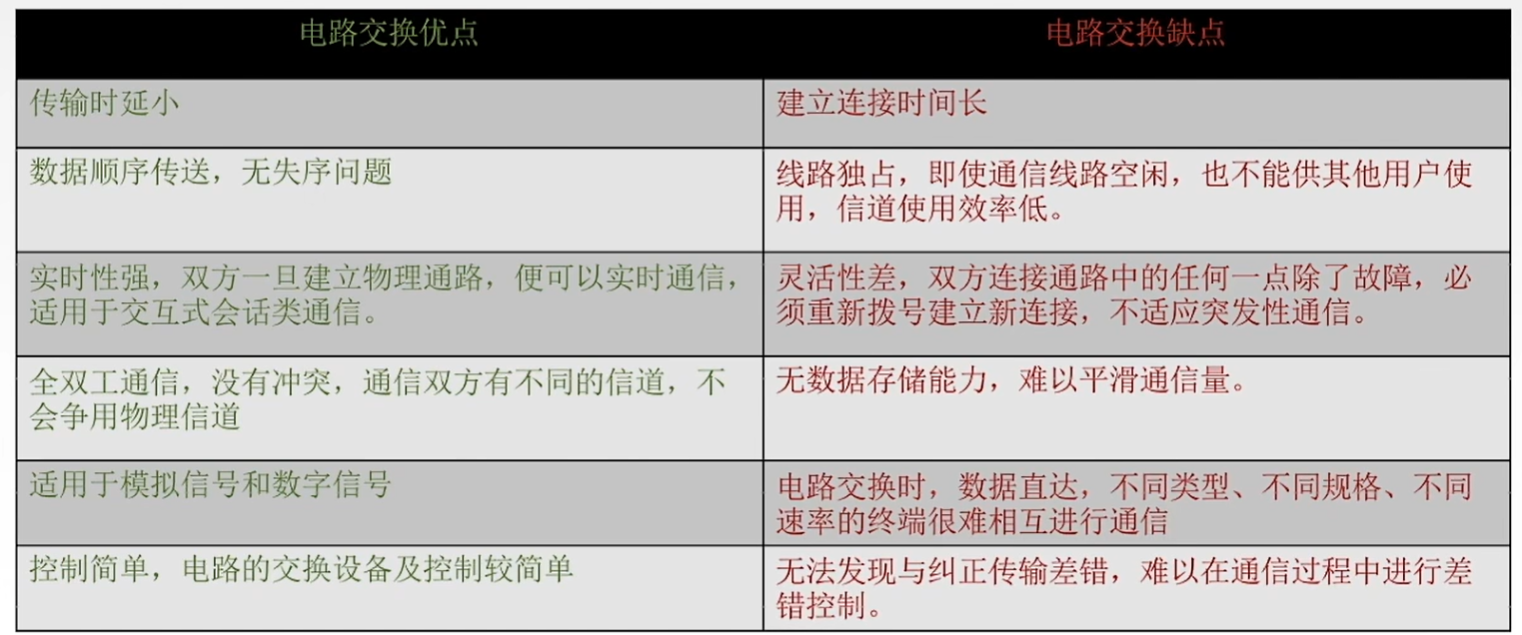 电路交换优点
电路交换缺点
传输时延小
建立连接时间长
数据顺序传送，无失序问题
线路独占，即使通信线路空闲，也不能供其他用户使
用，信道使用效率低。
实时性强，双方一旦建立物理通路，便可以实时通信，
适用于交互式会话类通信。
灵活性差，双方连接通路中的任何一点除了故障，必
须重新拨号建立新连接，不适应突发性通信。
全双工通信，没有冲突，通信双方有不同的信道，不
会争用物理信道
无数据存储能力，难以平滑通信量。
适用于模拟信号和数字信号
电路交换时，数据直达，不同类型、不同规格、不同
速率的终端很难相互进行通信
控制简单，电路的交换设备及控制较简单
无法发现与纠正传输差错，难以在通信过程中进行差
错控制。